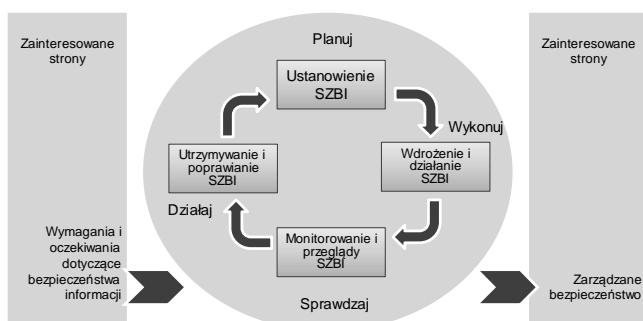 Zainteresowane
strony
Wymagania i
oczekiwania
dotyczące
bezpieczeństwa
informacji
Planuj
Ustanowienie
SZBI
Wykonuj
Wdrożenie i
działanie
SZBI
Utrzymywanie i
poprawianie
SZBI
Działaj
Monitorowanie i
przeglądy
SZBI
Sprawdzaj
Zainteresowane
strony
Zarządzane
bezpieczeństwo